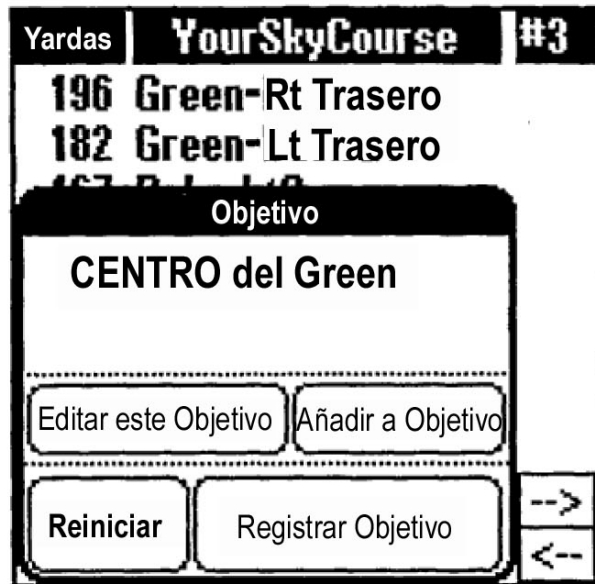 Yardas YourSkyCourse #3
196 Green-Rt Trasero
182 Green-Lt Trasero
Objetivo
CENTRO del Green
Editar este Objetivo Añadir a Objetivo
Reiniciar Registrar Objetivo
-->
<--